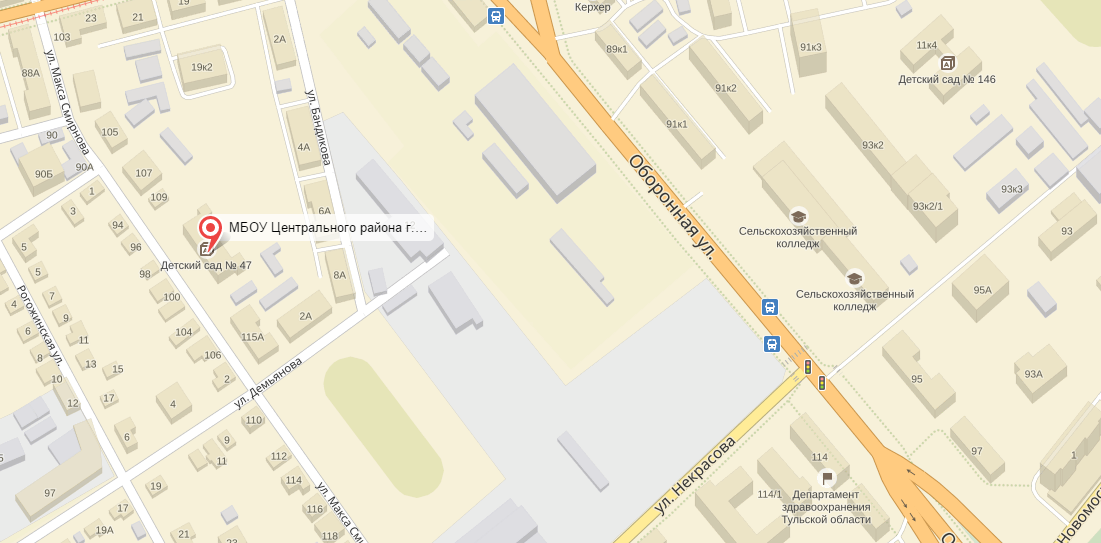 23
21
19
2А
Керхер
103
88А
19к2
89к1
91к3
11к4
Детский сад № 146
91к2
ул. Макса Смирнова
ул. Бандикова
90
105
4А
91к1
93к2
90Б
90А
107
109
Оборонная ул.
93к3
1
3
94
6А
93к2/1
МБОУ Центрального района г....
Сельскохозяйственный
колледж
93
5
96
Детский сад № 47
98
8А
Сельскохозяйственный
колледж
95А
7
4
9
100
2А
Рогожинская ул.
6
11
104
115А
8
13
106
10
15
2
ул. Демьянова
95
93А
12
17
4
110
6
9
11
112
ул. Некрасова
114
97
1
5
97
19
114
ул. Макса Сми
114/1
Департамент
здравоохранения
Тульской области
116
118
19А
О
Новомос